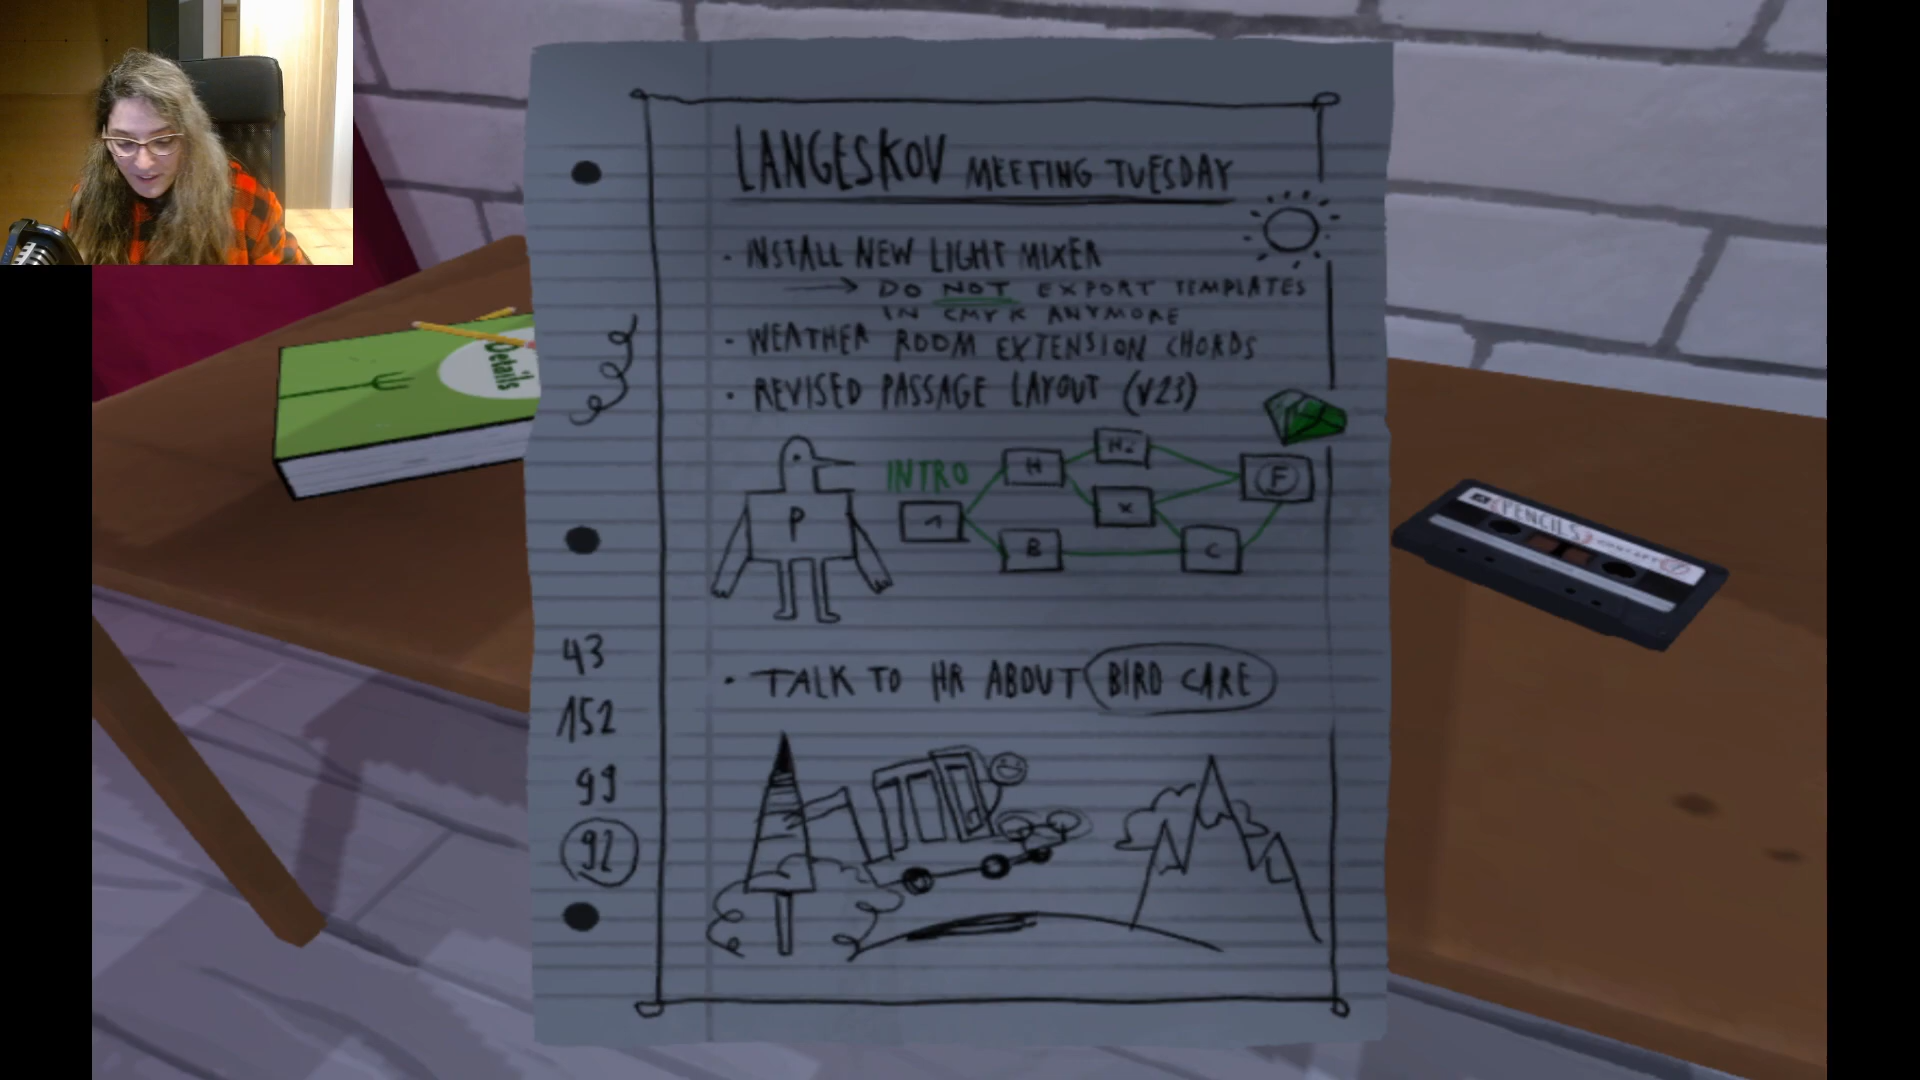 LANGESKOV MEETING TUESDAY
· INSTALL NEW LIGHT MIXER
→ DO NOT EXPORT TEMPLATES
IN CMYK ANYMORE
· WEATHER ROOM EXTENSION CHORDS
· REVISED PASSAGE LAYOUT (V23)
INTRO
H
H2
F
1
X
B
C
P
· TALK TO HR ABOUT BIRD CARE
43
152
99
92
Details
PENCILS